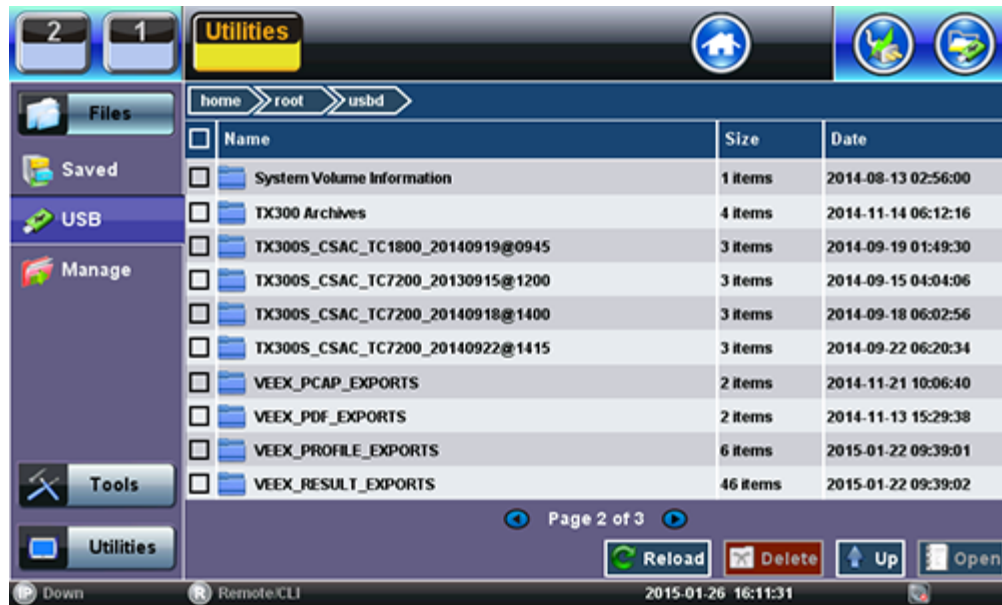 2 1 Utilities
home root usbd
Files
Name Size Date
Saved
System Volume Information 1 items 2014-08-13 02:56:00
TX300 Archives 4 items 2014-11-14 06:12:16
USB
TX300S_CSAC_TC1800_20140919@0945 3 items 2014-09-19 01:49:30
Manage
TX300S_CSAC_TC7200_20130915@1200 3 items 2014-09-15 04:04:06
TX300S_CSAC_TC7200_20140918@1400 3 items 2014-09-18 06:02:56
TX300S_CSAC_TC7200_20140922@1415 3 items 2014-09-22 06:20:34
VEEX_PCAP_EXPORTS 2 items 2014-11-21 10:06:40
VEEX_PDF_EXPORTS 2 items 2014-11-13 15:29:38
VEEX_PROFILE_EXPORTS 6 items 2015-01-22 09:39:01
Tools
VEEX_RESULT_EXPORTS 46 items 2015-01-22 09:39:02
Page 2 of 3
Utilities
Reload Delete Up Open
IP Down R Remote/CLI 2015-01-26 16:11:31